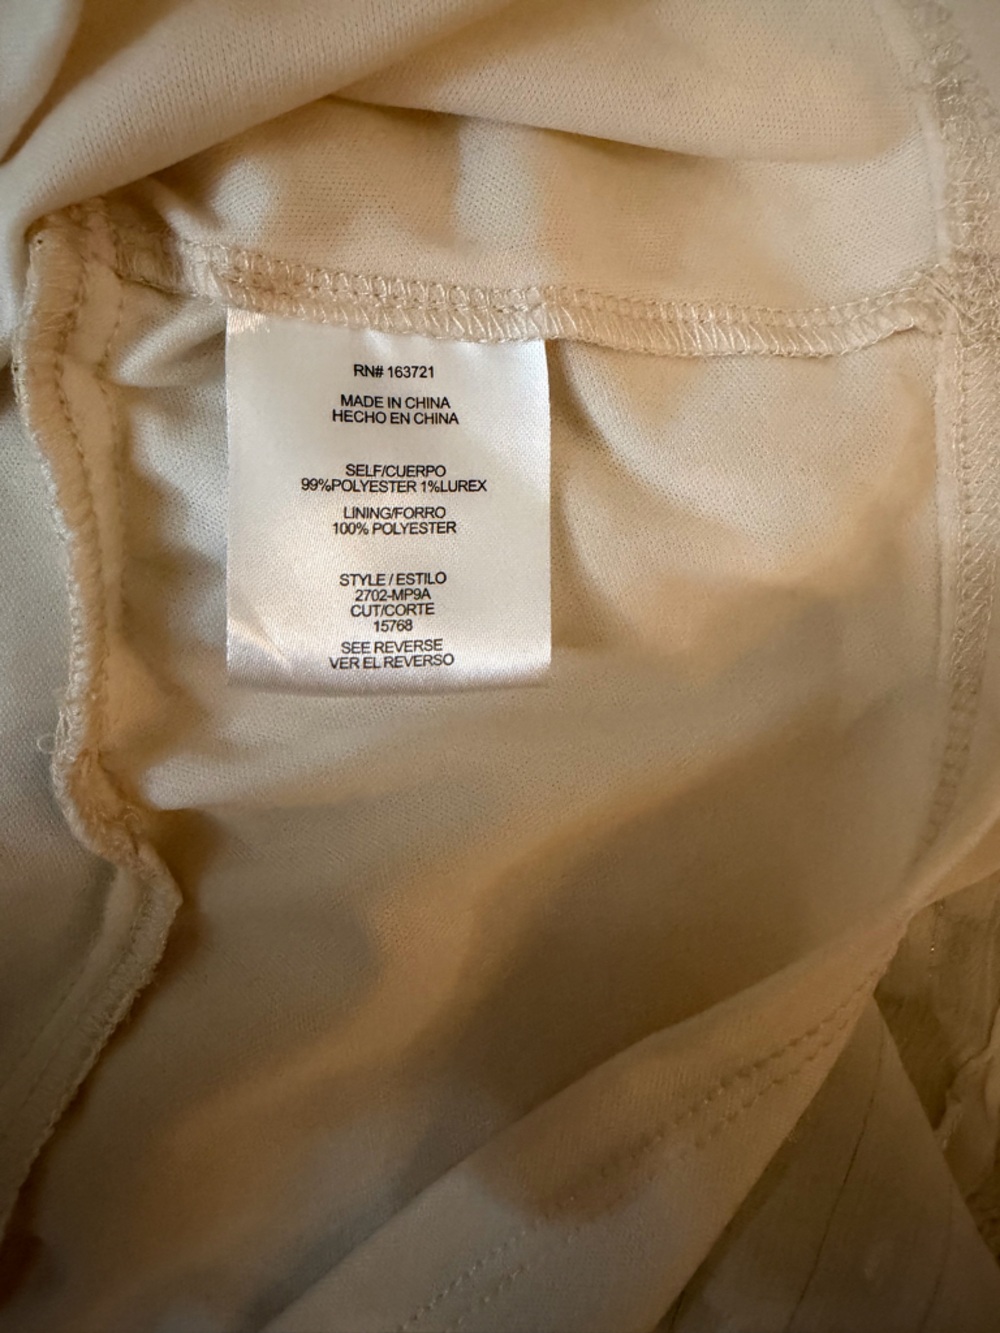 RN# 163721
MADE IN CHINA
HECHO EN CHINA
SELF/CUERPO
99%POLYESTER 1%LUREX
LINING/FORRO
100% POLYESTER
STYLE / ESTILO
2702-MP9A
CUT/CORTE
15768
SEE REVERSE
VER EL REVERSO